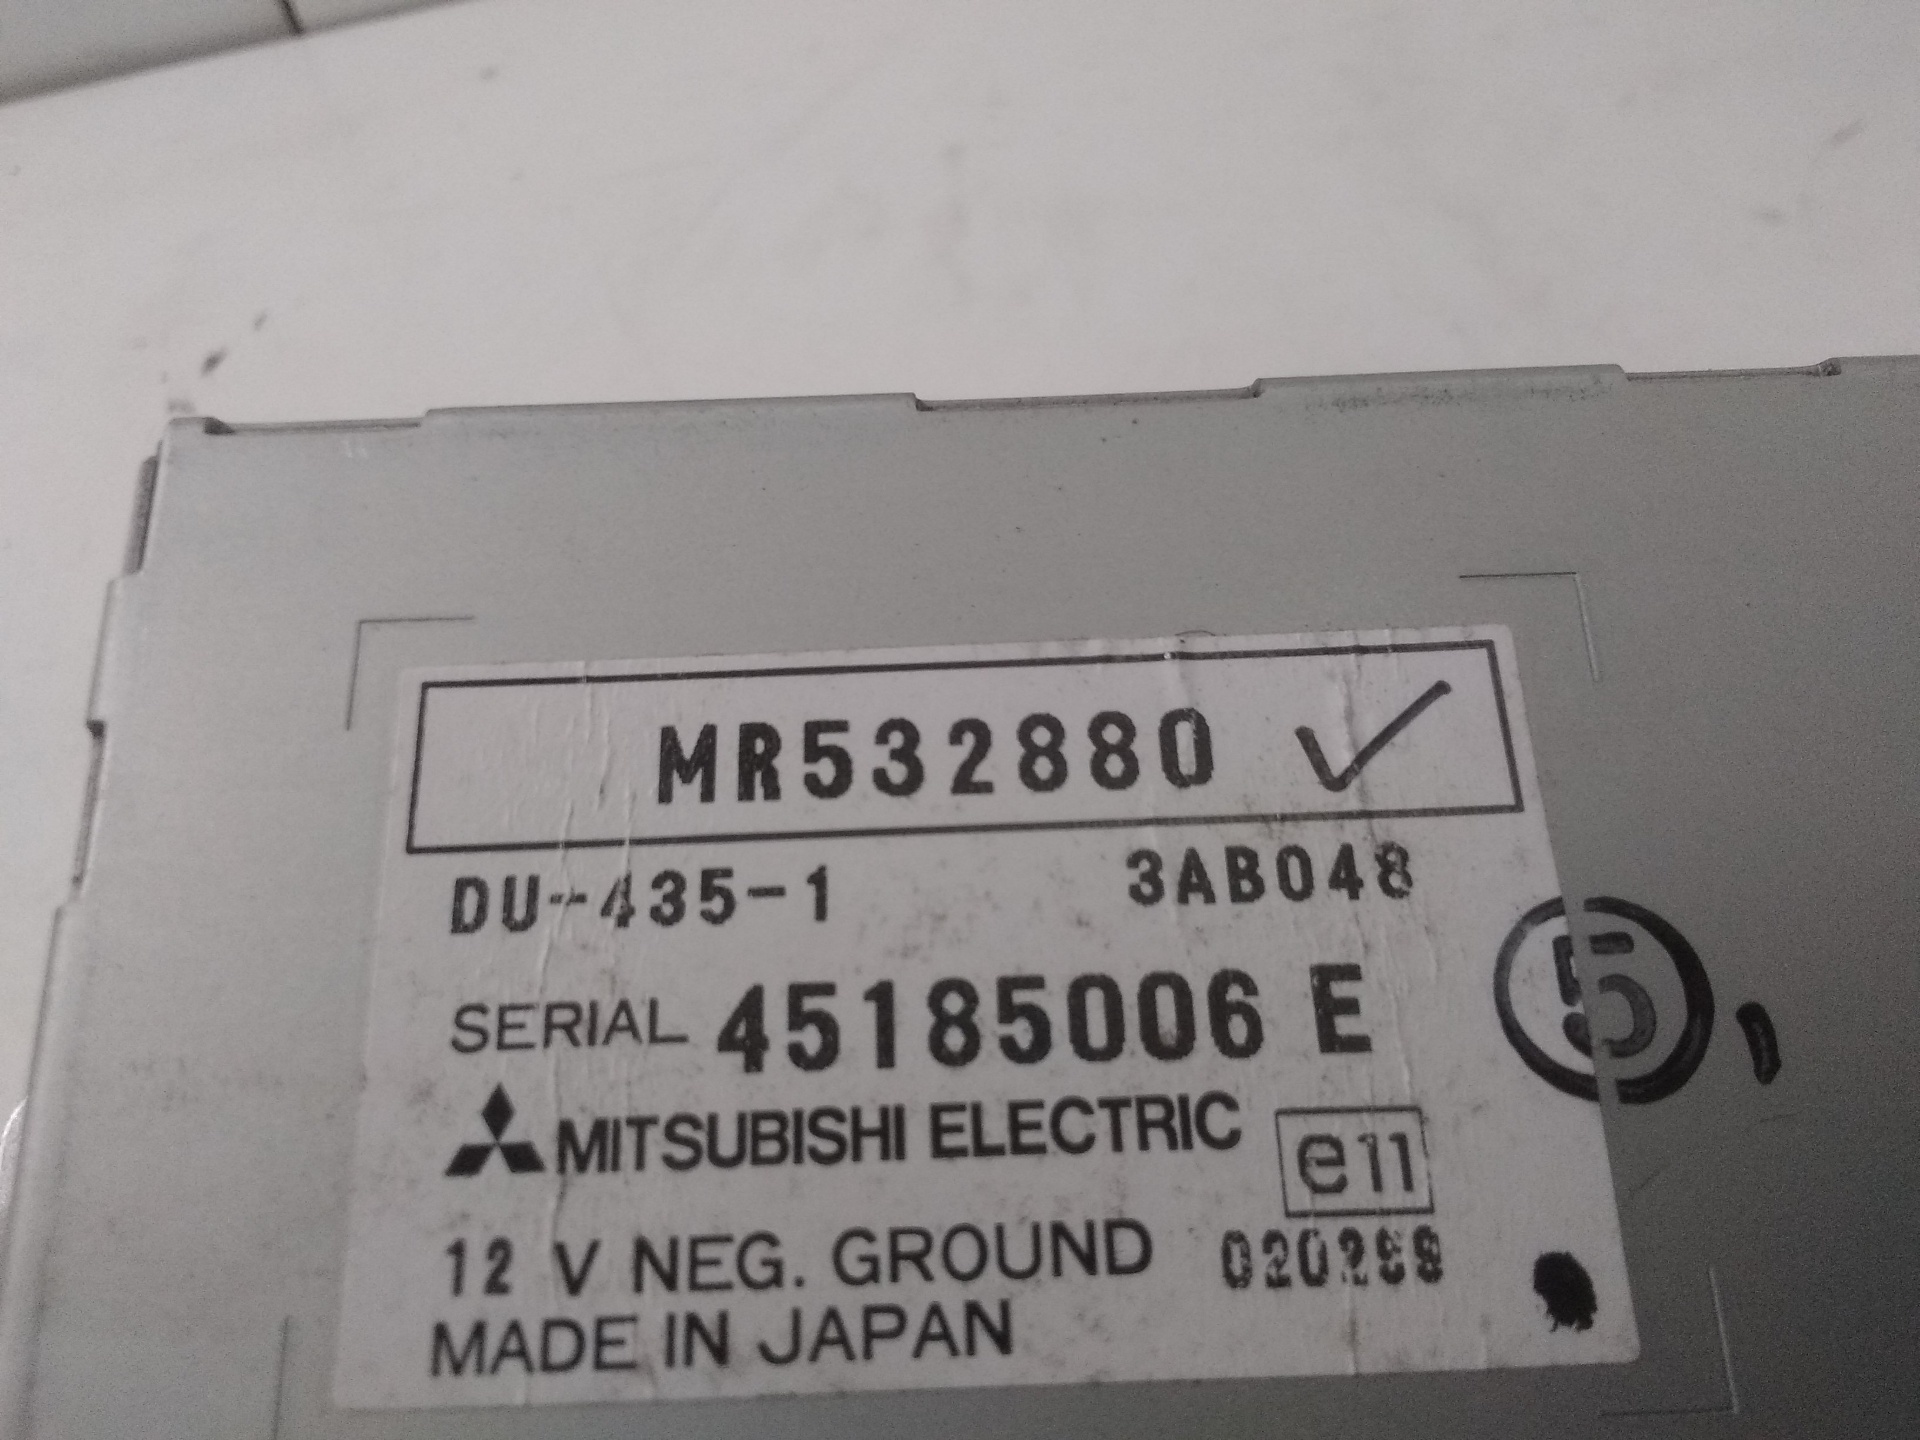 MR532880
DU-435-1 3AB048
5
SERIAL 45185006 E
MITSUBISHI ELECTRIC e11
12 V NEG. GROUND
MADE IN JAPAN